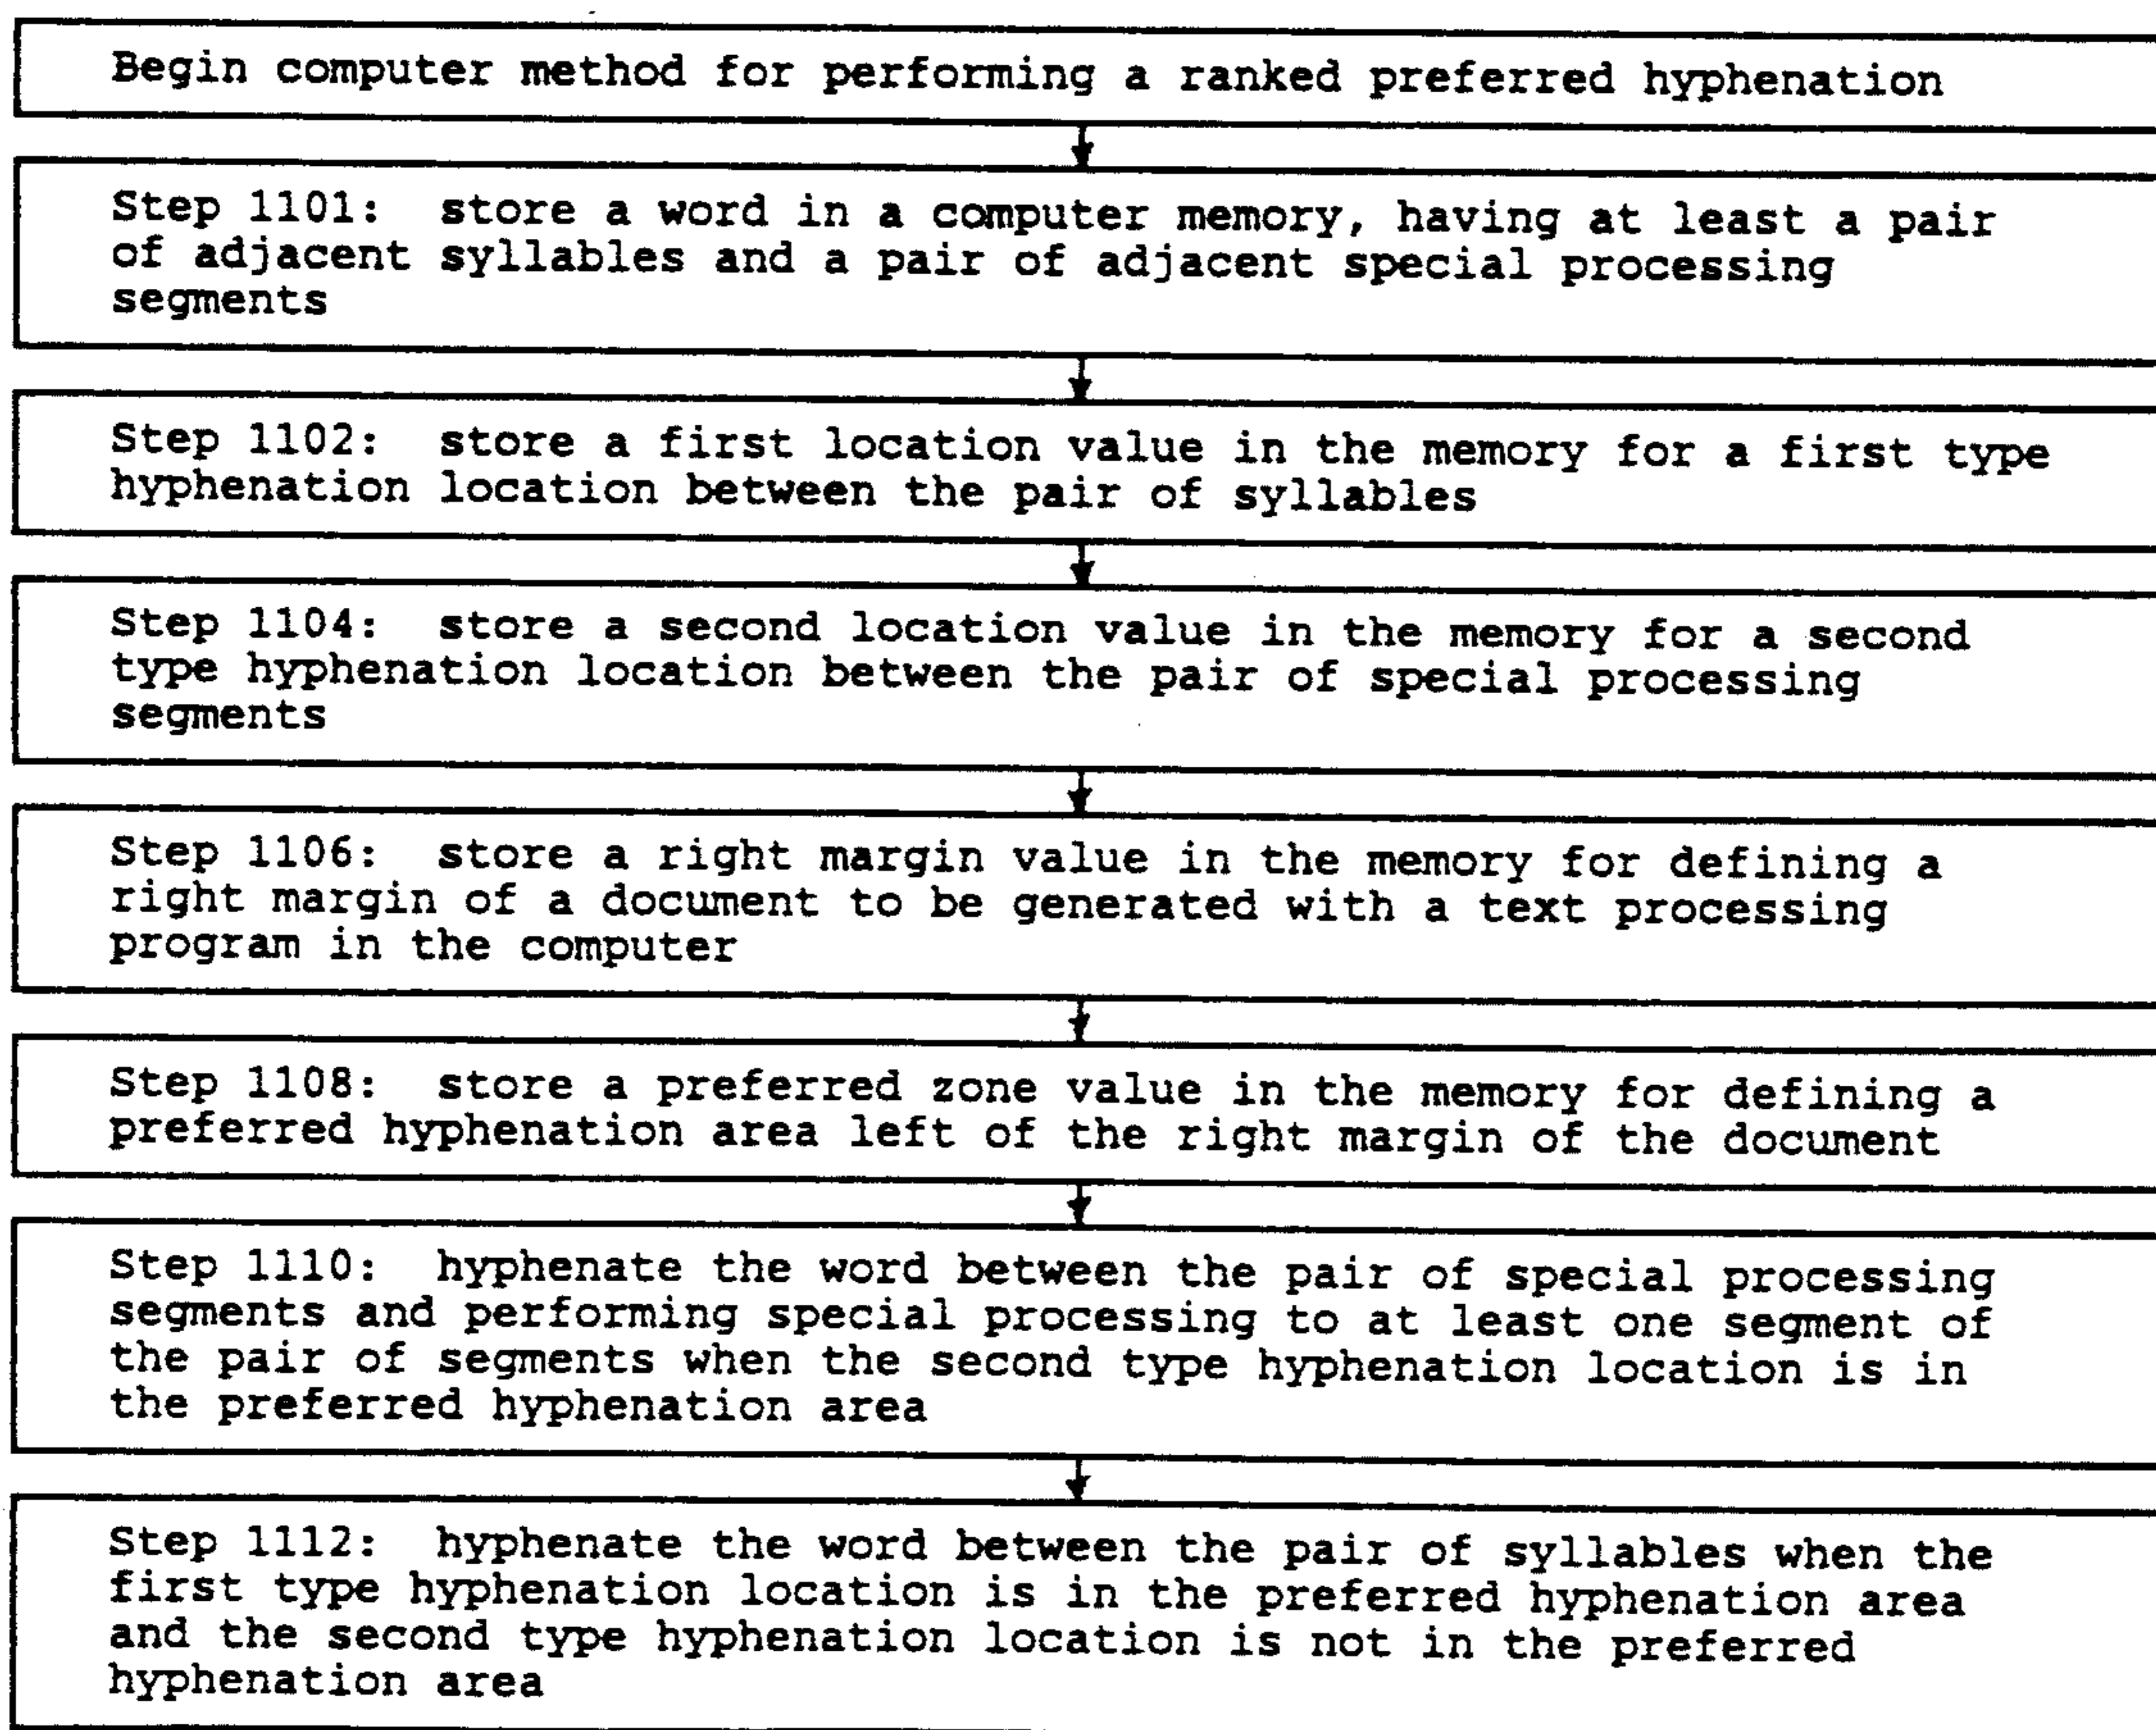 Begin computer method for performing a ranked preferred hyphenation
Step 1101: store a word in a computer memory, having at least a pair
of adjacent syllables and a pair of adjacent special processing
segments
Step 1102: store a first location value in the memory for a first type
hyphenation location between the pair of syllables
Step 1104: store a second location value in the memory for a second
type hyphenation location between the pair of special processing
segments
Step 1106: store a right margin value in the memory for defining a
right margin of a document to be generated with a text processing
program in the computer
Step 1108: store a preferred zone value in the memory for defining a
preferred hyphenation area left of the right margin of the document
Step 1110: hyphenate the word between the pair of special processing
segments and performing special processing to at least one segment of
the pair of segments when the second type hyphenation location is in
the preferred hyphenation area
Step 1112: hyphenate the word between the pair of syllables when the
first type hyphenation location is in the preferred hyphenation area
and the second type hyphenation location is not in the preferred
hyphenation area